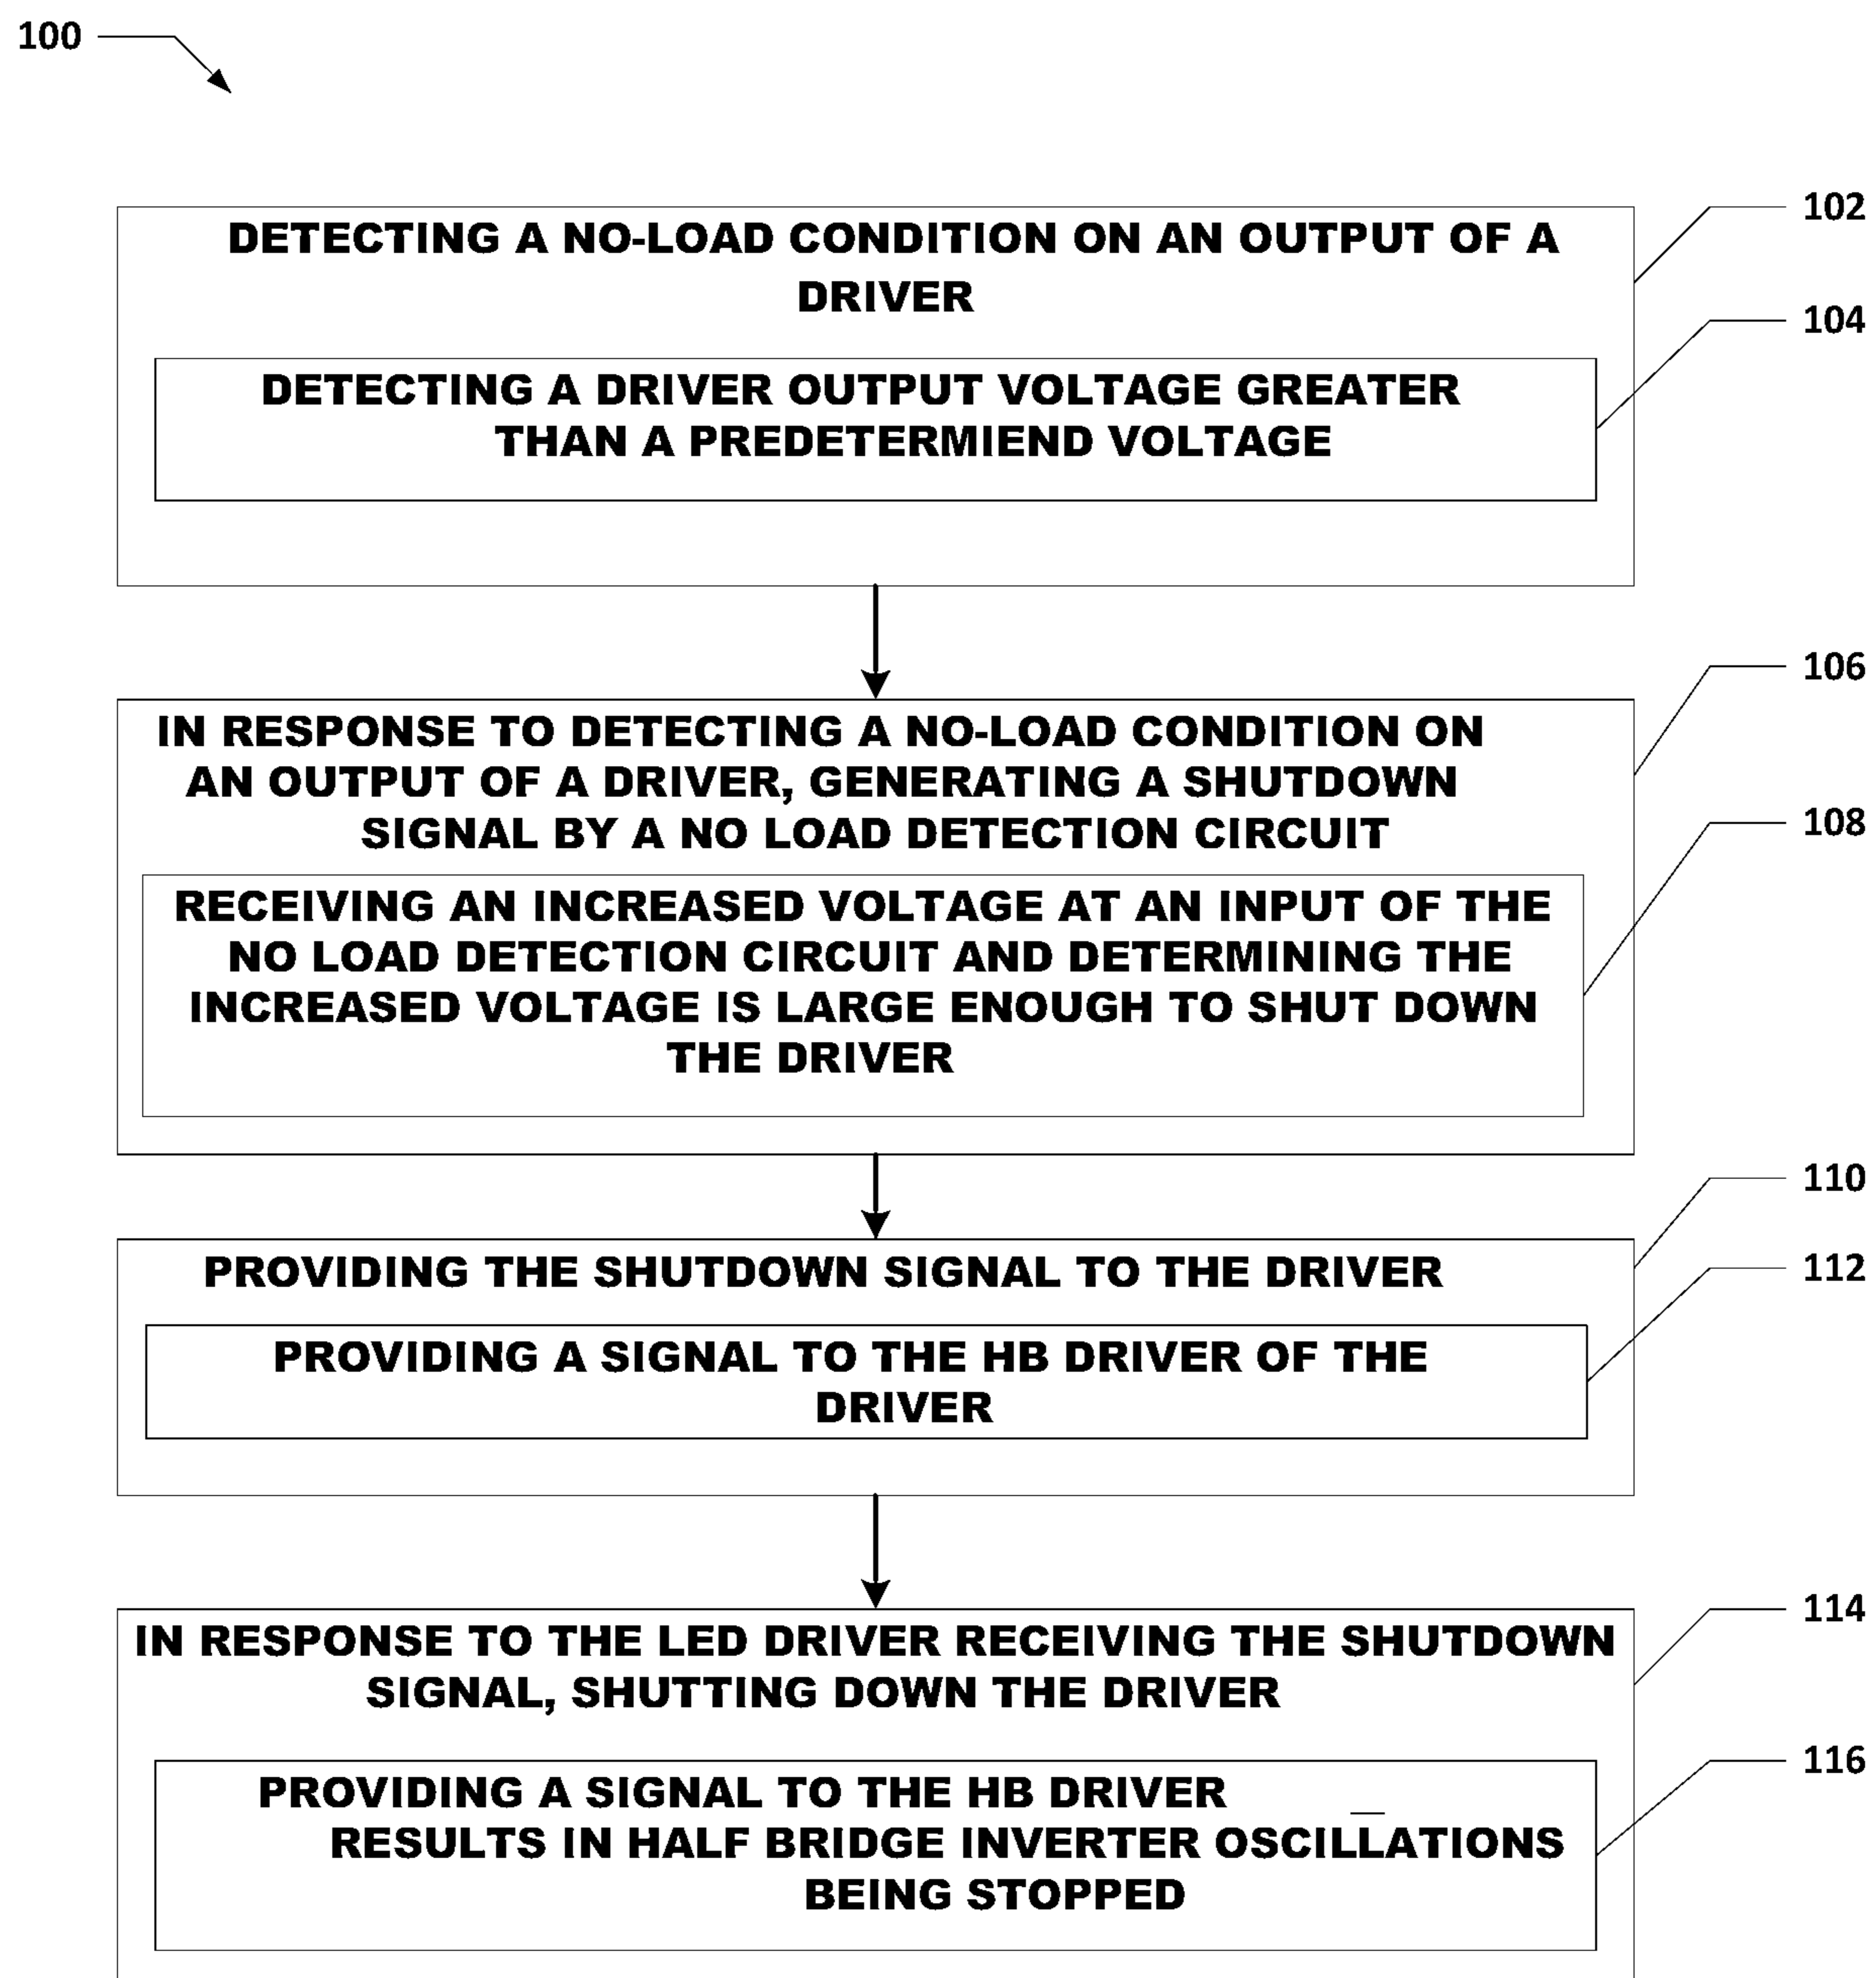 100
102
DETECTING A NO-LOAD CONDITION ON AN OUTPUT OF A
DRIVER
104
DETECTING A DRIVER OUTPUT VOLTAGE GREATER
THAN A PREDETERMIEND VOLTAGE
106
IN RESPONSE TO DETECTING A NO-LOAD CONDITION ON
AN OUTPUT OF A DRIVER, GENERATING A SHUTDOWN
SIGNAL BY A NO LOAD DETECTION CIRCUIT
108
RECEIVING AN INCREASED VOLTAGE AT AN INPUT OF THE
NO LOAD DETECTION CIRCUIT AND DETERMINING THE
INCREASED VOLTAGE IS LARGE ENOUGH TO SHUT DOWN
THE DRIVER
110
PROVIDING THE SHUTDOWN SIGNAL TO THE DRIVER
112
PROVIDING A SIGNAL TO THE HB DRIVER OF THE
DRIVER
114
IN RESPONSE TO THE LED DRIVER RECEIVING THE SHUTDOWN
SIGNAL, SHUTTING DOWN THE DRIVER
116
PROVIDING A SIGNAL TO THE HB DRIVER
RESULTS IN HALF BRIDGE INVERTER OSCILLATIONS
BEING STOPPED